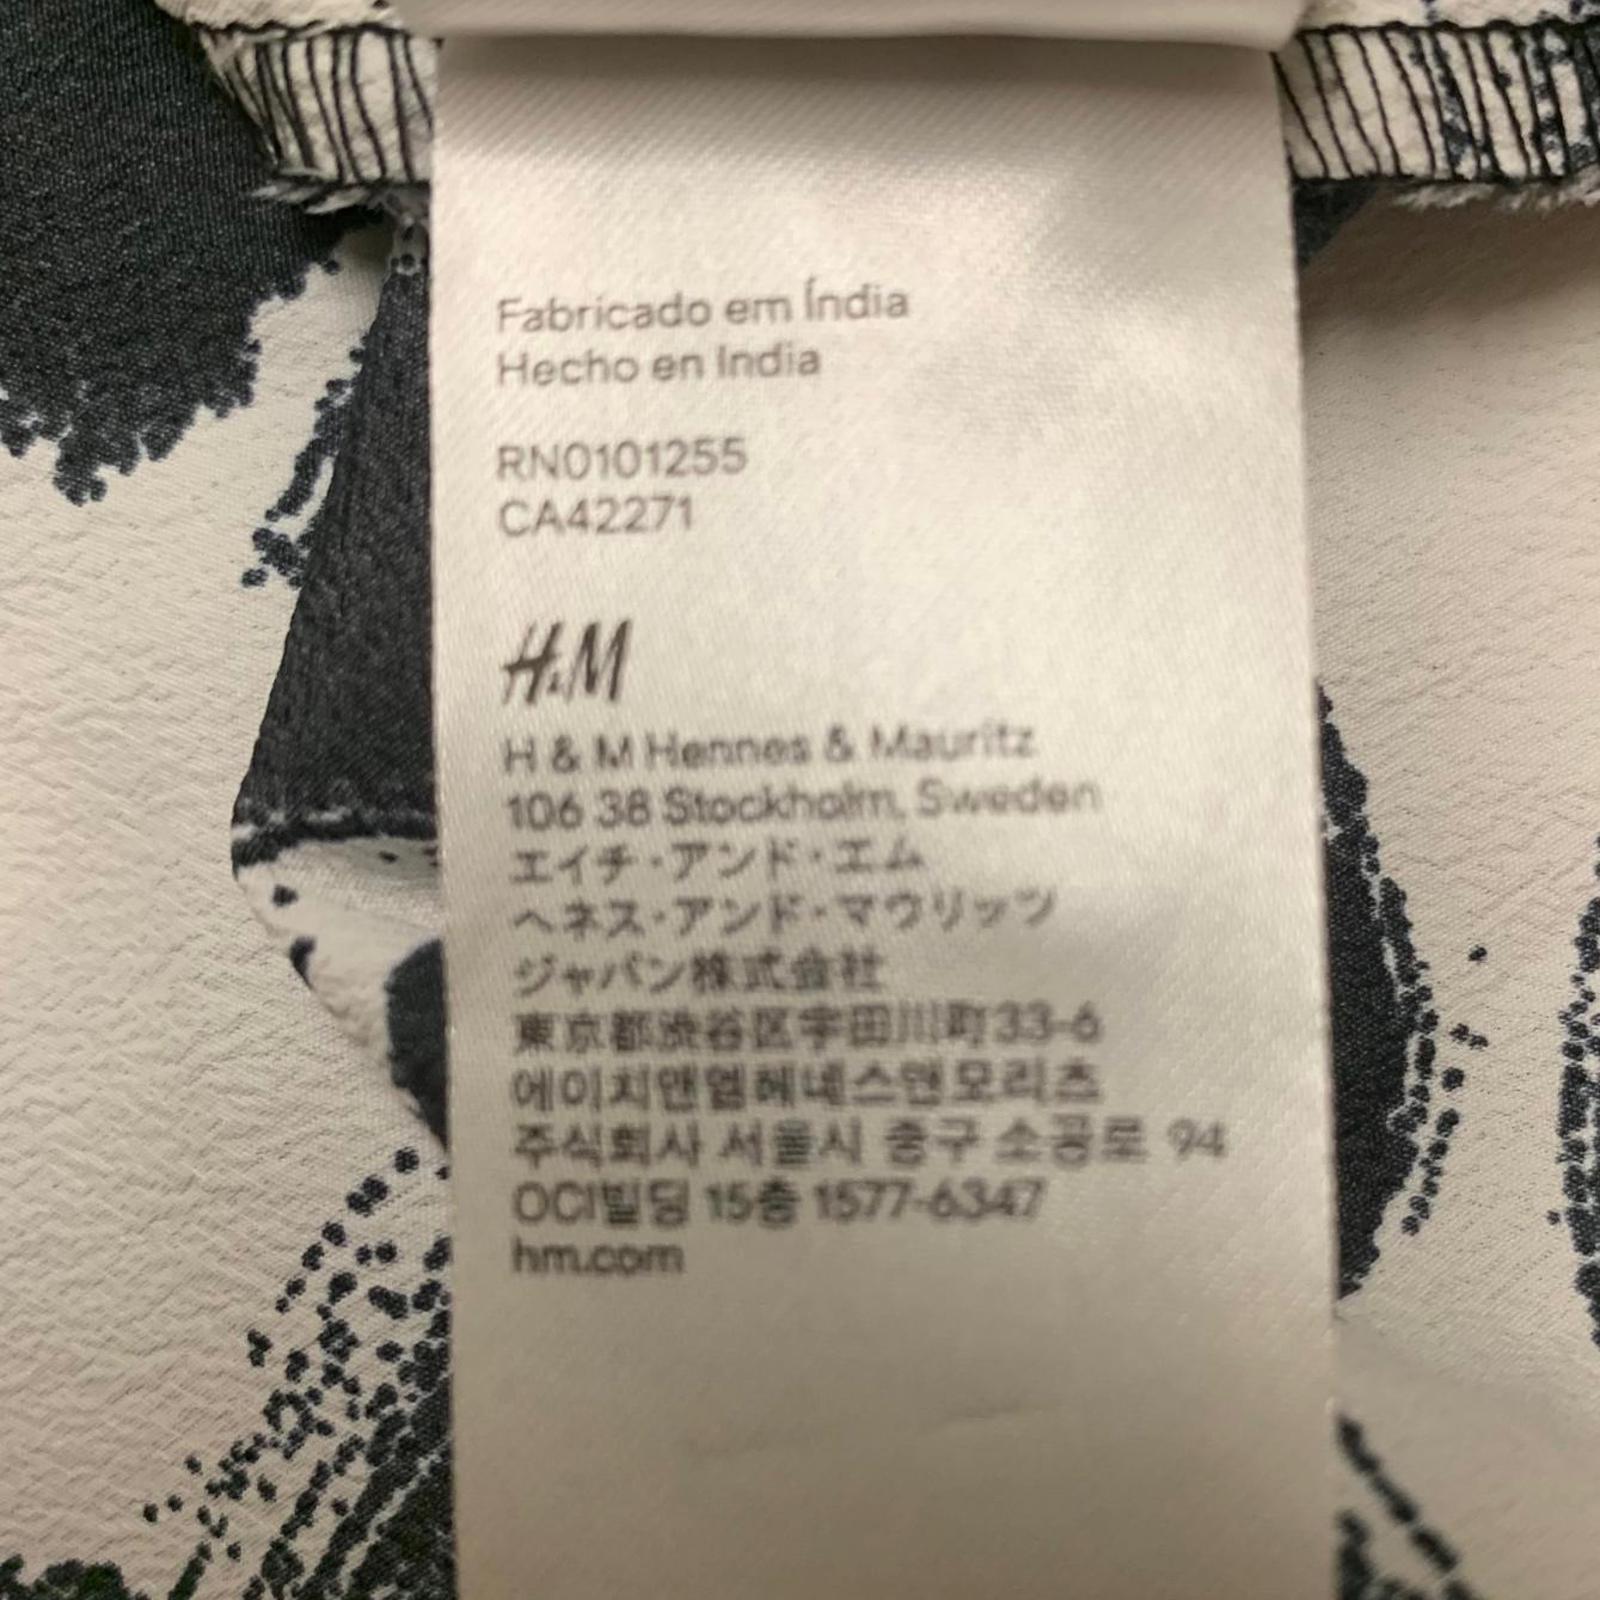 Fabricado em Índia
Hecho en India
RN0101255
CA42271
H&M
H & M Hennes & Mauritz
106 38 Stockholm, Sweden
エイチ・アンド・エム
ヘネス・アンド・マウリッツ
ジャパン株式会社
東京都渋谷区宇田川町33-6
에이치앤엠헤네스앤모리츠
주식회사 서울시 중구 소공로 94
OCI빌딩 15층 1577-6347
hm.com